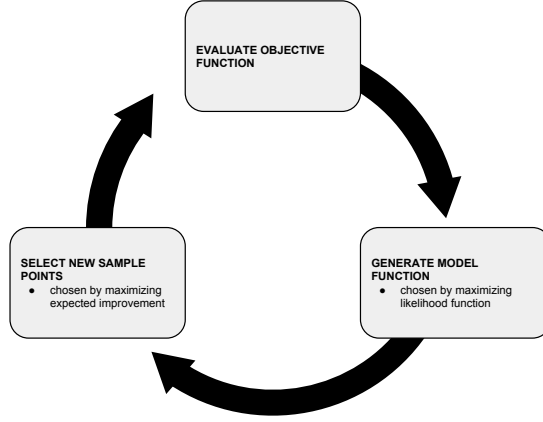 EVALUATE OBJECTIVE
FUNCTION
SELECT NEW SAMPLE
POINTS
● chosen by maximizing
expected improvement
GENERATE MODEL
FUNCTION
● chosen by maximizing
likelihood function